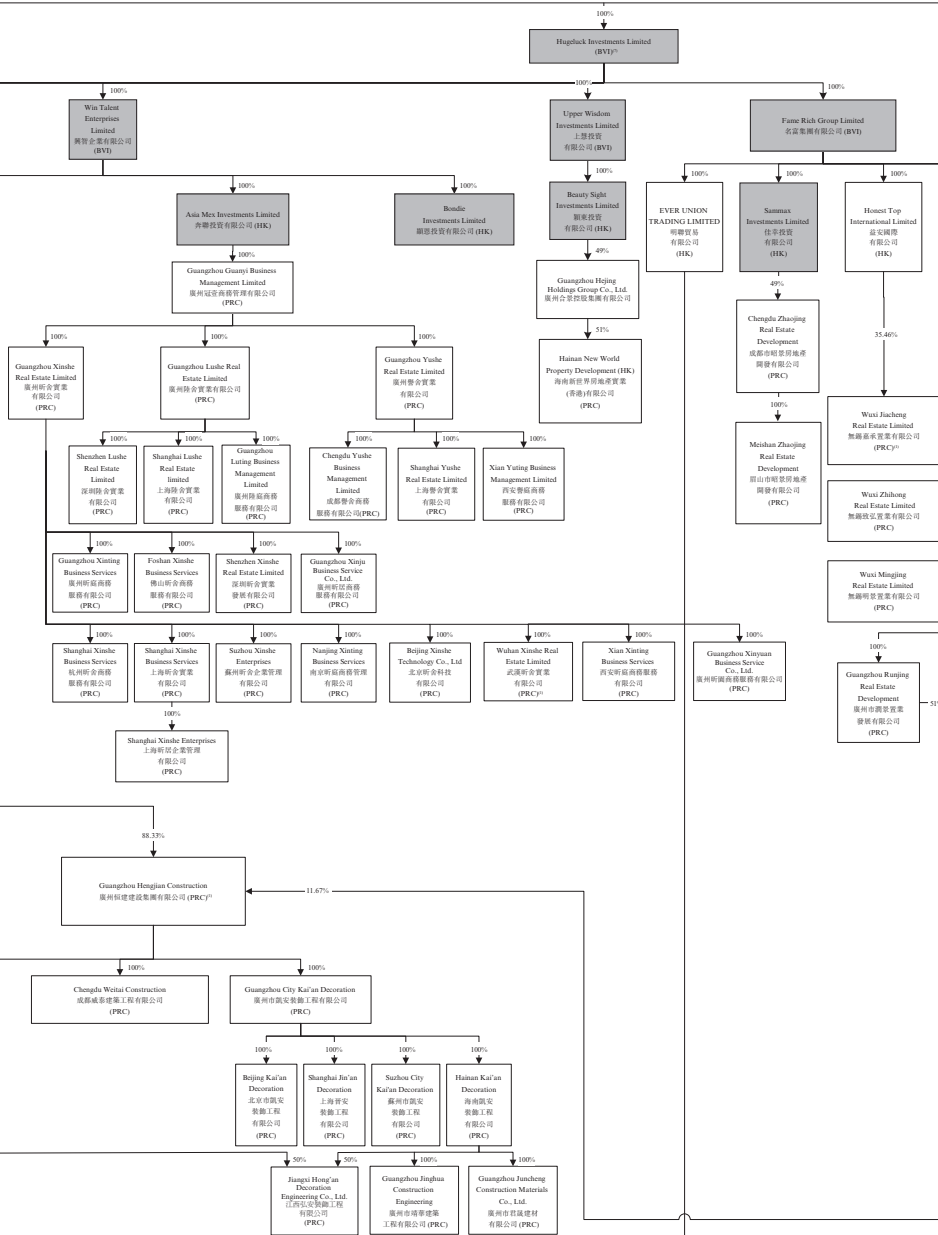 100%
Hugeluck Investments Limited
(BVI)
100%
100%
100%
Win Talent
Enterprises
Limited
興智企業有限公司
(BVI)
Upper Wisdom
Investments Limited
上慧投資
有限公司 (BVI)
Fame Rich Group Limited
名富集團有限公司 (BVI)
100%
100%
100%
100%
100%
100%
Asia Mex Investments Limited
奔聯投資有限公司 (HK)
Bondie
Investments Limited
顯恩投資有限公司 (HK)
Beauty Sight
Investments Limited
穎東投資
有限公司 (HK)
EVER UNION
TRADING LIMITED
明聯貿易
有限公司
(HK)
Sammax
Investments Limited
佳幸投資
有限公司
(HK)
Honest Top
International Limited
益安國際
有限公司
(HK)
100%
49%
49%
35.46%
Guangzhou Guanyi Business
Management Limited
廣州冠壹商務管理有限公司
(PRC)
Guangzhou Hejing
Holdings Group Co., Ltd.
廣州合景控股集團有限公司
Chengdu Zhaojing
Real Estate
Development
成都市昭景房地產
開發有限公司
(PRC)
100%
100%
100%
51%
Guangzhou Xinshe
Real Estate Limited
廣州昕舍實業
有限公司
(PRC)
Guangzhou Lushe Real
Estate Limited
廣州陸舍實業有限公司
(PRC)
Guangzhou Yushe
Real Estate Limited
廣州譽舍實業
有限公司
(PRC)
Hainan New World
Property Development (HK)
海南新世界房地產實業
(香港)有限公司
(PRC)
100%
Meishan Zhaojing
Real Estate
Development
眉山市昭景房地產
開發有限公司
(PRC)
Wuxi Jiacheng
Real Estate Limited
無錫嘉承置業有限公司
(PRC)
100%
100%
100%
100%
100%
100%
Shenzhen Lushe
Real Estate
Limited
深圳陸舍實業
有限公司
(PRC)
Shanghai Lushe
Real Estate
limited
上海陸舍實業
有限公司
(PRC)
Guangzhou
Luting Business
Management
Limited
廣州陸庭商務
服務有限公司
(PRC)
Chengdu Yushe
Business
Management
Limited
成都譽舍商務
服務有限公司(PRC)
Shanghai Yushe
Real Estate Limited
上海譽舍實業
有限公司
(PRC)
Xian Yuting Business
Management Limited
西安譽庭商務
服務有限公司
(PRC)
Wuxi Zhihong
Real Estate Limited
無錫致弘置業有限公司
(PRC)
100%
100%
100%
100%
Guangzhou Xinting
Business Services
廣州昕庭商務
服務有限公司
(PRC)
Foshan Xinshe
Business Services
佛山昕舍商務
服務有限公司
(PRC)
Shenzhen Xinshe
Real Estate Limited
深圳昕舍實業
發展有限公司
(PRC)
Guangzhou Xinju
Business Service
Co., Ltd.
廣州昕居商務
服務有限公司
(PRC)
Wuxi Mingjing
Real Estate Limited
無錫明景置業有限公司
(PRC)
100%
100%
100%
100%
100%
100%
100%
100%
100%
Shanghai Xinshe
Business Services
杭州昕舍商務
服務有限公司
(PRC)
Shanghai Xinshe
Business Services
上海昕舍實業
有限公司
(PRC)
Suzhou Xinshe
Enterprises
蘇州昕舍企業管理
有限公司
(PRC)
Nanjing Xinting
Business Services
南京昕庭商務管理
有限公司
(PRC)
Beijing Xinshe
Technology Co., Ltd
北京昕舍科技
有限公司
(PRC)
Wuhan Xinshe Real
Estate Limited
武漢昕舍實業
有限公司
(PRC)
Xian Xinting
Business Services
西安昕庭商務服務
有限公司
(PRC)
Guangzhou Xinyuan
Business Service
Co., Ltd.
廣州昕園商務服務有限公司
(PRC)
Guangzhou Runjing
Real Estate
Development
廣州市潤景置業
發展有限公司
(PRC)
100%
Shanghai Xinshe Enterprises
上海昕居企業管理
有限公司
(PRC)
88.33%
Guangzhou Hengjian Construction
廣州恒建建設集團有限公司 (PRC)
11.67%
100%
100%
Chengdu Weitai Construction
成都威泰建築工程有限公司
(PRC)
Guangzhou City Kai'an Decoration
廣州市凱安裝飾工程有限公司
(PRC)
100%
100%
100%
100%
Beijing Kai'an
Decoration
北京市凱安
裝飾工程
有限公司
(PRC)
Shanghai Jin'an
Decoration
上海晉安
裝飾工程
有限公司
(PRC)
Suzhou City
Kai'an Decoration
蘇州市凱安
裝飾工程
有限公司
(PRC)
Hainan Kai'an
Decoration
海南凱安
裝飾工程
有限公司
(PRC)
50%
50%
100%
100%
Jiangxi Hong'an
Decoration
Engineering Co., Ltd.
江西弘安裝飾工程
有限公司
(PRC)
Guangzhou Jinghua
Construction
Engineering
廣州市靖華建築
工程有限公司 (PRC)
Guangzhou Juncheng
Construction Materials
Co., Ltd.
廣州市君晟建材
有限公司 (PRC)